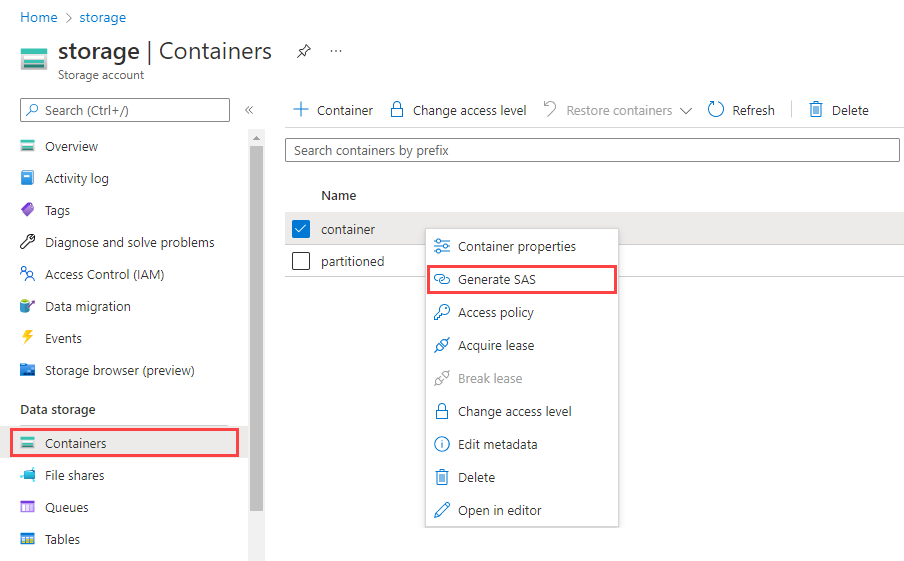 Home > storage
storage | Containers
Storage account
Search (Ctrl+/)
Overview
Activity log
Tags
Diagnose and solve problems
Access Control (IAM)
Data migration
Events
Storage browser (preview)
Data storage
Containers
File shares
Queues
Tables
Container Change access level Restore containers Refresh Delete
Search containers by prefix
Name
container
partitioned
Container properties
Generate SAS
Access policy
Acquire lease
Break lease
Change access level
Edit metadata
Delete
Open in editor